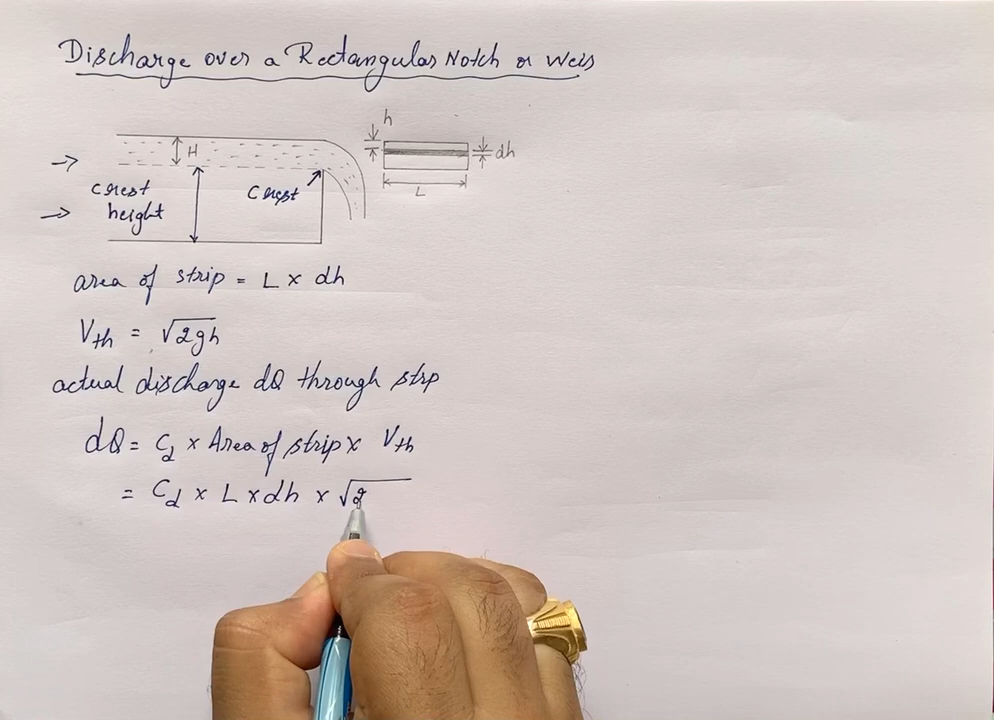 Discharge over a Rectangular Notch or Weir
h
H
dh
L
crest
height
Crest
area of strip = L × dh
Vth = √2gh
actual discharge dQ through strp
dQ = Cd × Area of strip × Vth
= Cd × L × dh × √2